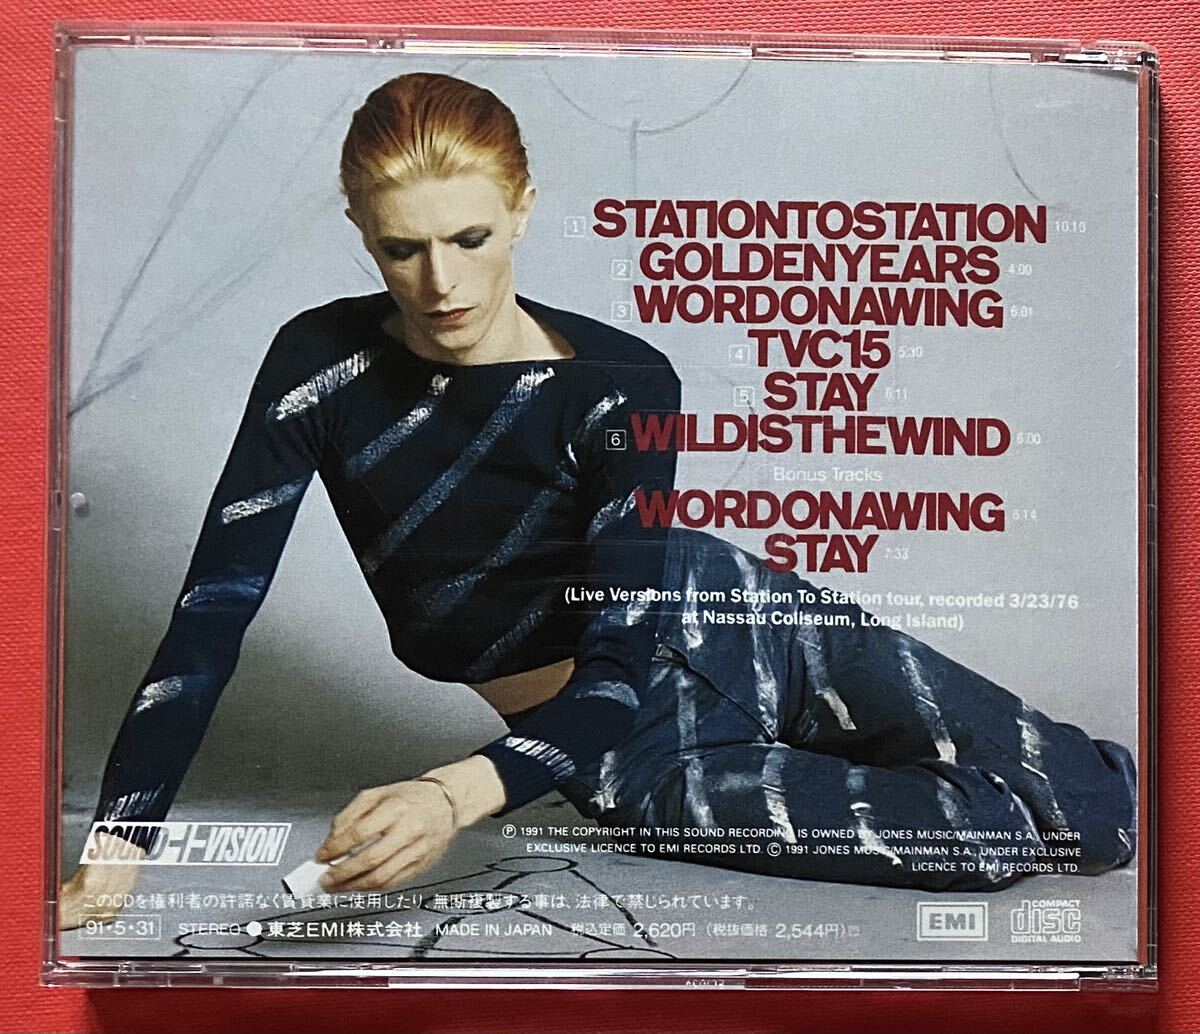 1 STATIONTOSTATION 10:15
2 GOLDENYEARS 4:00
3 WORDONAWING 6:01
4 TVC15 5:30
5 STAY 6:11
6 WILDISTHEWIND 6:00
Bonus Tracks
WORDONAWING 6:14
STAY 7:33
(Live Versions from Station To Station tour, recorded 3/23/76
at Nassau Coliseum, Long Island)
SOUND+VISION
Ⓟ 1991 THE COPYRIGHT IN THIS SOUND RECORDING IS OWNED BY JONES MUSIC/MAINMAN S.A., UNDER
EXCLUSIVE LICENCE TO EMI RECORDS LTD. © 1991 JONES MUSIC/MAINMAN S.A., UNDER EXCLUSIVE
LICENCE TO EMI RECORDS LTD.
このCDを権利者の許諾なく賃貸業に使用したり、無断複製する事は、法律で禁じられています。
91・5・31 STEREO ● 東芝EMI株式会社 MADE IN JAPAN 税込定価 2,620円 (税抜価格 2,544円)
EMI
COMPACT
disc
DIGITAL AUDIO